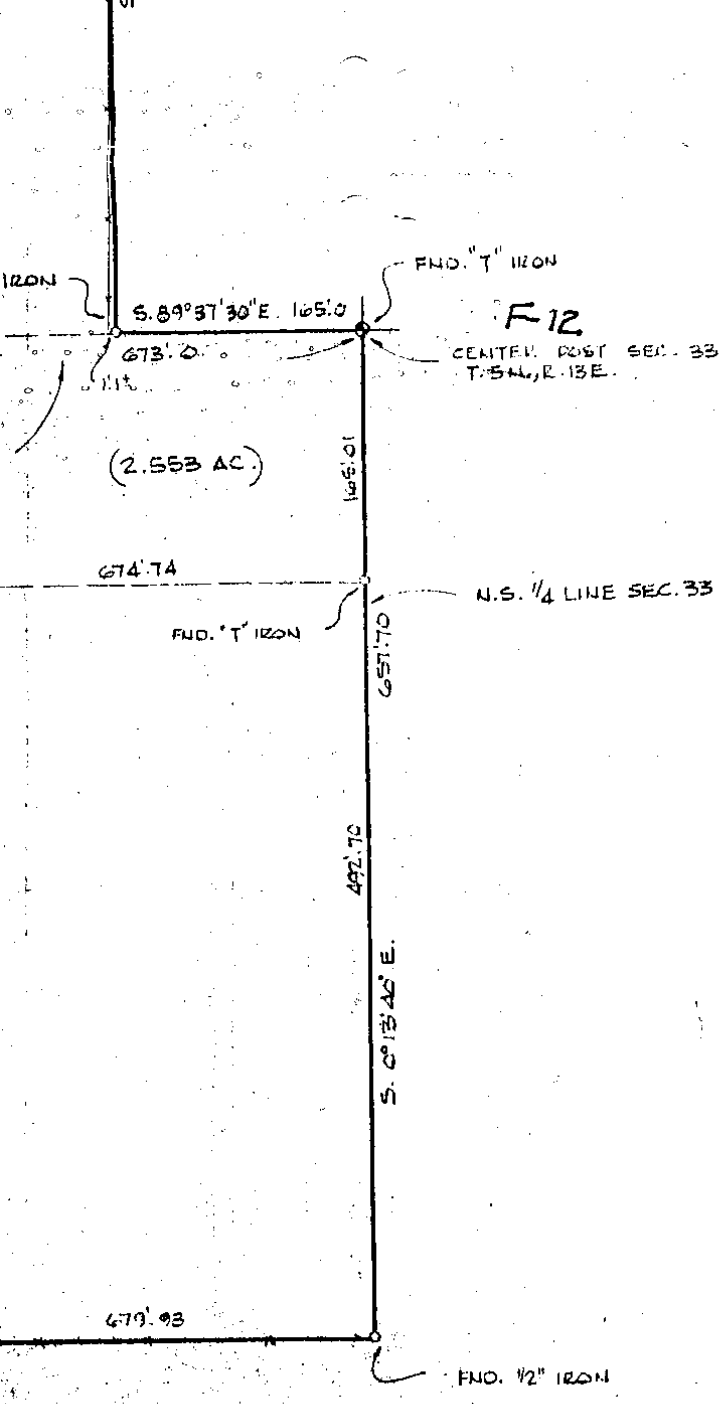 FND. "T" IRON
IRON
S. 89°37'30" E. 165.0
F-12
673'.0
CENTER POST SEC. 33
T.5N., R.13E.
(2.553 AC.)
165.01
674'.74
N.S. 1/4 LINE SEC. 33
FND. "T" IRON
657'.70
492'.70
S. 0°13'40" E.
679'.93
FND. 1/2" IRON